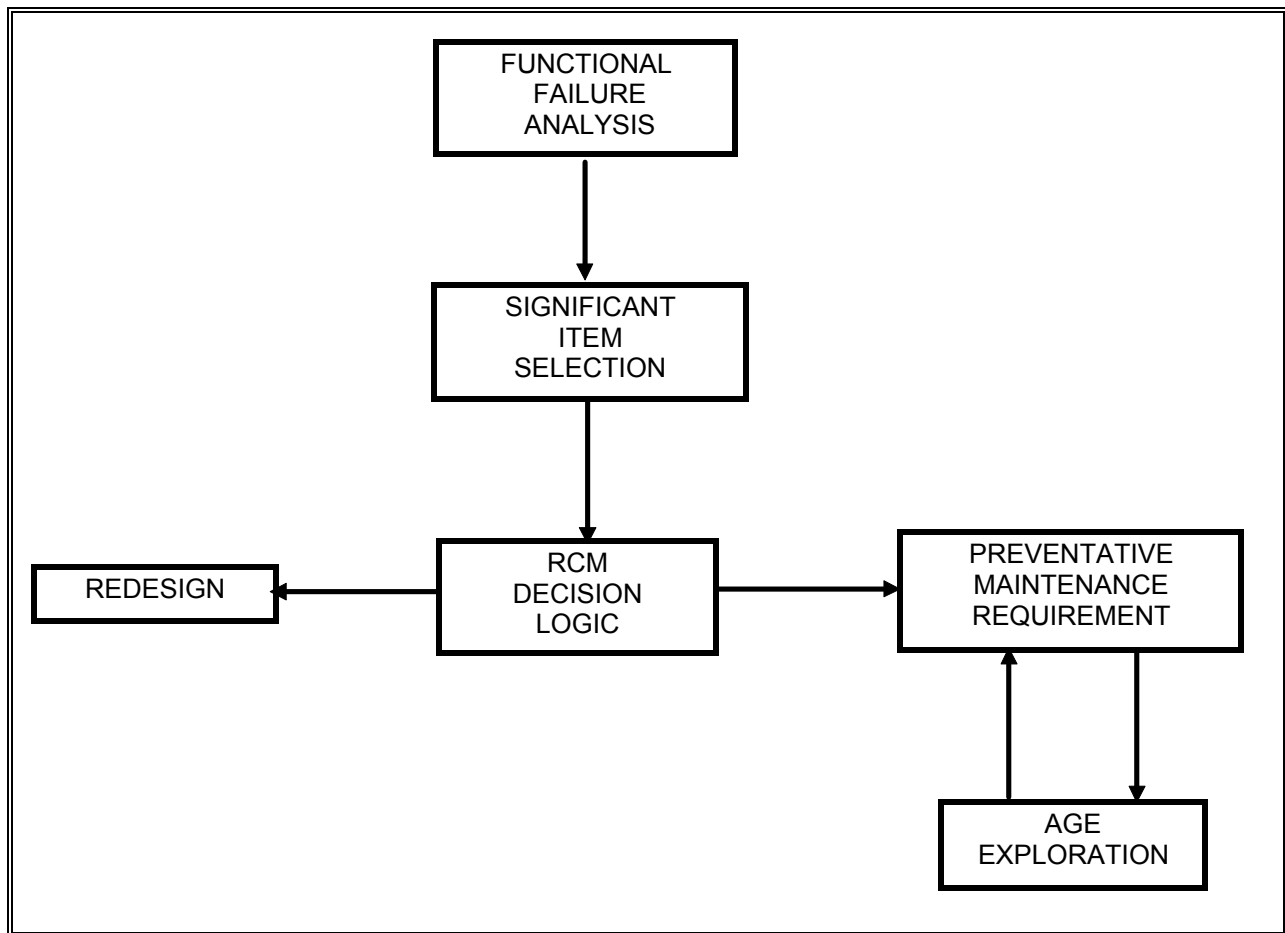 FUNCTIONAL
FAILURE
ANALYSIS
SIGNIFICANT
ITEM
SELECTION
REDESIGN
RCM
DECISION
LOGIC
PREVENTATIVE
MAINTENANCE
REQUIREMENT
AGE
EXPLORATION